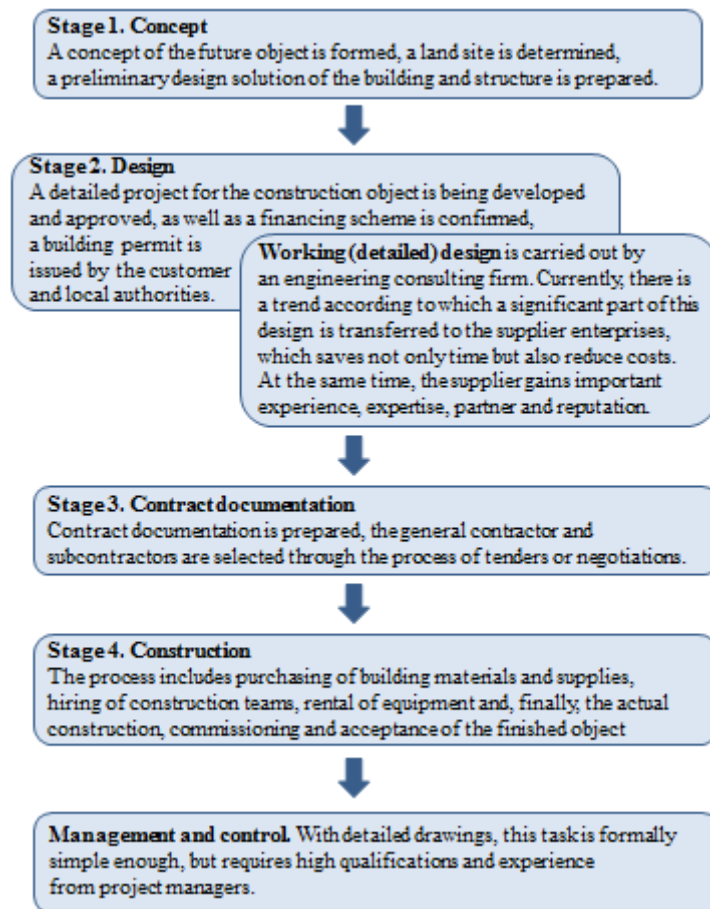 Stage 1. Concept
A concept of the future object is formed, a land site is determined,
a preliminary design solution of the building and structure is prepared.
Stage 2. Design
A detailed project for the construction object is being developed
and approved, as well as a financing scheme is confirmed,
a building permit is
issued by the customer
and local authorities.
Working (detailed) design is carried out by
an engineering consulting firm. Currently, there is
a trend according to which a significant part of this
design is transferred to the supplier enterprises,
which saves not only time but also reduce costs.
At the same time, the supplier gains important
experience, expertise, partner and reputation.
Stage 3. Contract documentation
Contract documentation is prepared, the general contractor and
subcontractors are selected through the process of tenders or negotiations.
Stage 4. Construction
The process includes purchasing of building materials and supplies,
hiring of construction teams, rental of equipment and, finally, the actual
construction, commissioning and acceptance of the finished object
Management and control. With detailed drawings, this task is formally
simple enough, but requires high qualifications and experience
from project managers.